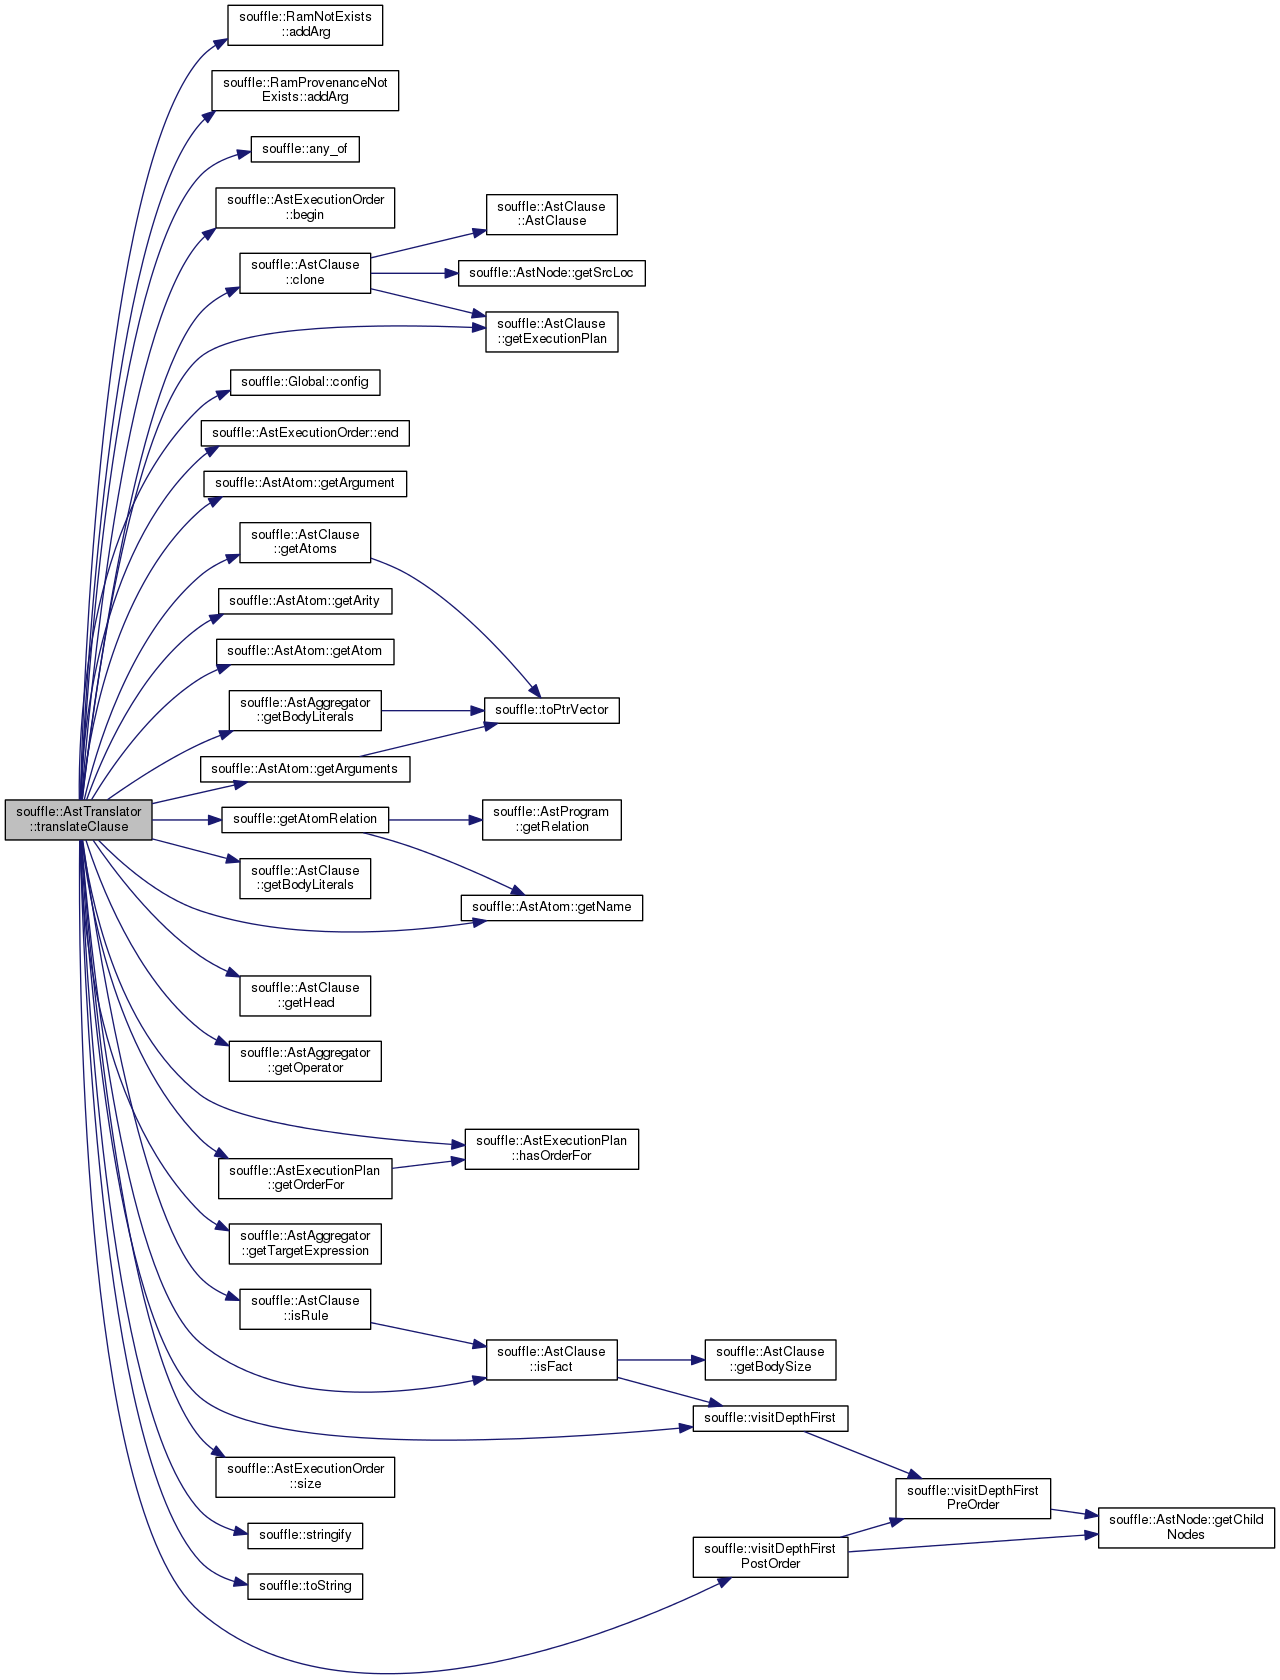 souffle::RamNotExists
::addArg
souffle::RamProvenanceNot
Exists::addArg
souffle::any_of
souffle::AstExecutionOrder
::begin
souffle::AstClause
::AstClause
souffle::AstClause
::clone
souffle::AstNode::getSrcLoc
souffle::AstClause
::getExecutionPlan
souffle::Global::config
souffle::AstExecutionOrder::end
souffle::AstAtom::getArgument
souffle::AstClause
::getAtoms
souffle::AstAtom::getArity
souffle::AstAtom::getAtom
souffle::AstAggregator
::getBodyLiterals
souffle::toPtrVector
souffle::AstAtom::getArguments
souffle::AstTranslator
::translateClause
souffle::getAtomRelation
souffle::AstProgram
::getRelation
souffle::AstClause
::getBodyLiterals
souffle::AstAtom::getName
souffle::AstClause
::getHead
souffle::AstAggregator
::getOperator
souffle::AstExecutionPlan
::hasOrderFor
souffle::AstExecutionPlan
::getOrderFor
souffle::AstAggregator
::getTargetExpression
souffle::AstClause
::isRule
souffle::AstClause
::isFact
souffle::AstClause
::getBodySize
souffle::visitDepthFirst
souffle::AstExecutionOrder
::size
souffle::visitDepthFirst
PreOrder
souffle::AstNode::getChild
Nodes
souffle::stringify
souffle::visitDepthFirst
PostOrder
souffle::toString